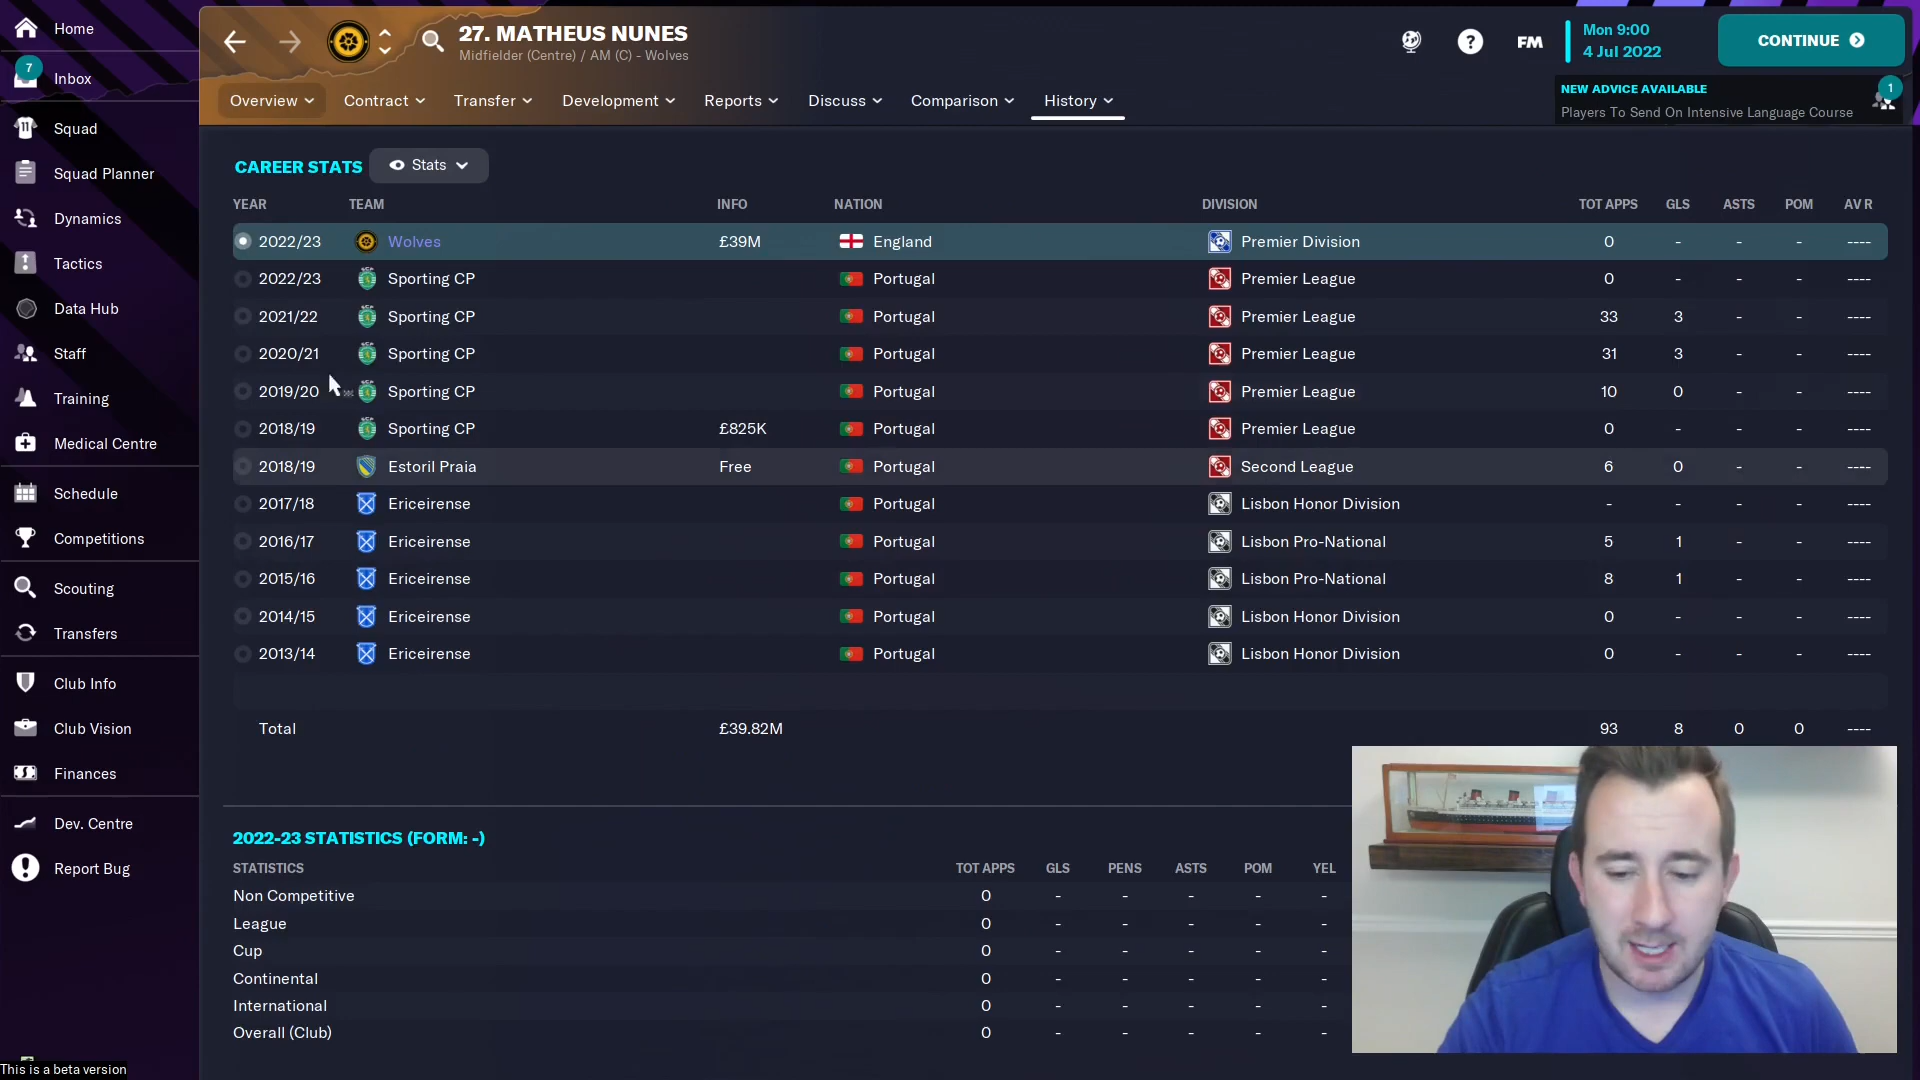 Home
7
Inbox
Squad
Squad Planner
Dynamics
Tactics
Data Hub
Staff
Training
Medical Centre
Schedule
Competitions
Scouting
Transfers
Club Info
Club Vision
Finances
Dev. Centre
Report Bug
This is a beta version
27. MATHEUS NUNES
Midfielder (Centre) / AM (C) - Wolves
? FM
Mon 9:00
4 Jul 2022
CONTINUE
Overview Contract Transfer Development Reports Discuss Comparison History
NEW ADVICE AVAILABLE
Players To Send On Intensive Language Course
1
CAREER STATS Stats
YEAR TEAM INFO NATION DIVISION TOT APPS GLS ASTS POM AV R
2022/23 Wolves £39M England Premier Division 0 - - - ----
2022/23 Sporting CP Portugal Premier League 0 - - - ----
2021/22 Sporting CP Portugal Premier League 33 3 - - ----
2020/21 Sporting CP Portugal Premier League 31 3 - - ----
2019/20 Sporting CP Portugal Premier League 10 0 - - ----
2018/19 Sporting CP £825K Portugal Premier League 0 - - - ----
2018/19 Estoril Praia Free Portugal Second League 6 0 - - ----
2017/18 Ericeirense Portugal Lisbon Honor Division - - - - ----
2016/17 Ericeirense Portugal Lisbon Pro-National 5 1 - - ----
2015/16 Ericeirense Portugal Lisbon Pro-National 8 1 - - ----
2014/15 Ericeirense Portugal Lisbon Honor Division 0 - - - ----
2013/14 Ericeirense Portugal Lisbon Honor Division 0 - - - ----
Total £39.82M 93 8 0 0 ----
2022-23 STATISTICS (FORM: -)
STATISTICS TOT APPS GLS PENS ASTS POM YEL
Non Competitive 0 - - - - -
League 0 - - - - -
Cup 0 - - - - -
Continental 0 - - - - -
International 0 - - - - -
Overall (Club) 0 - - - - -